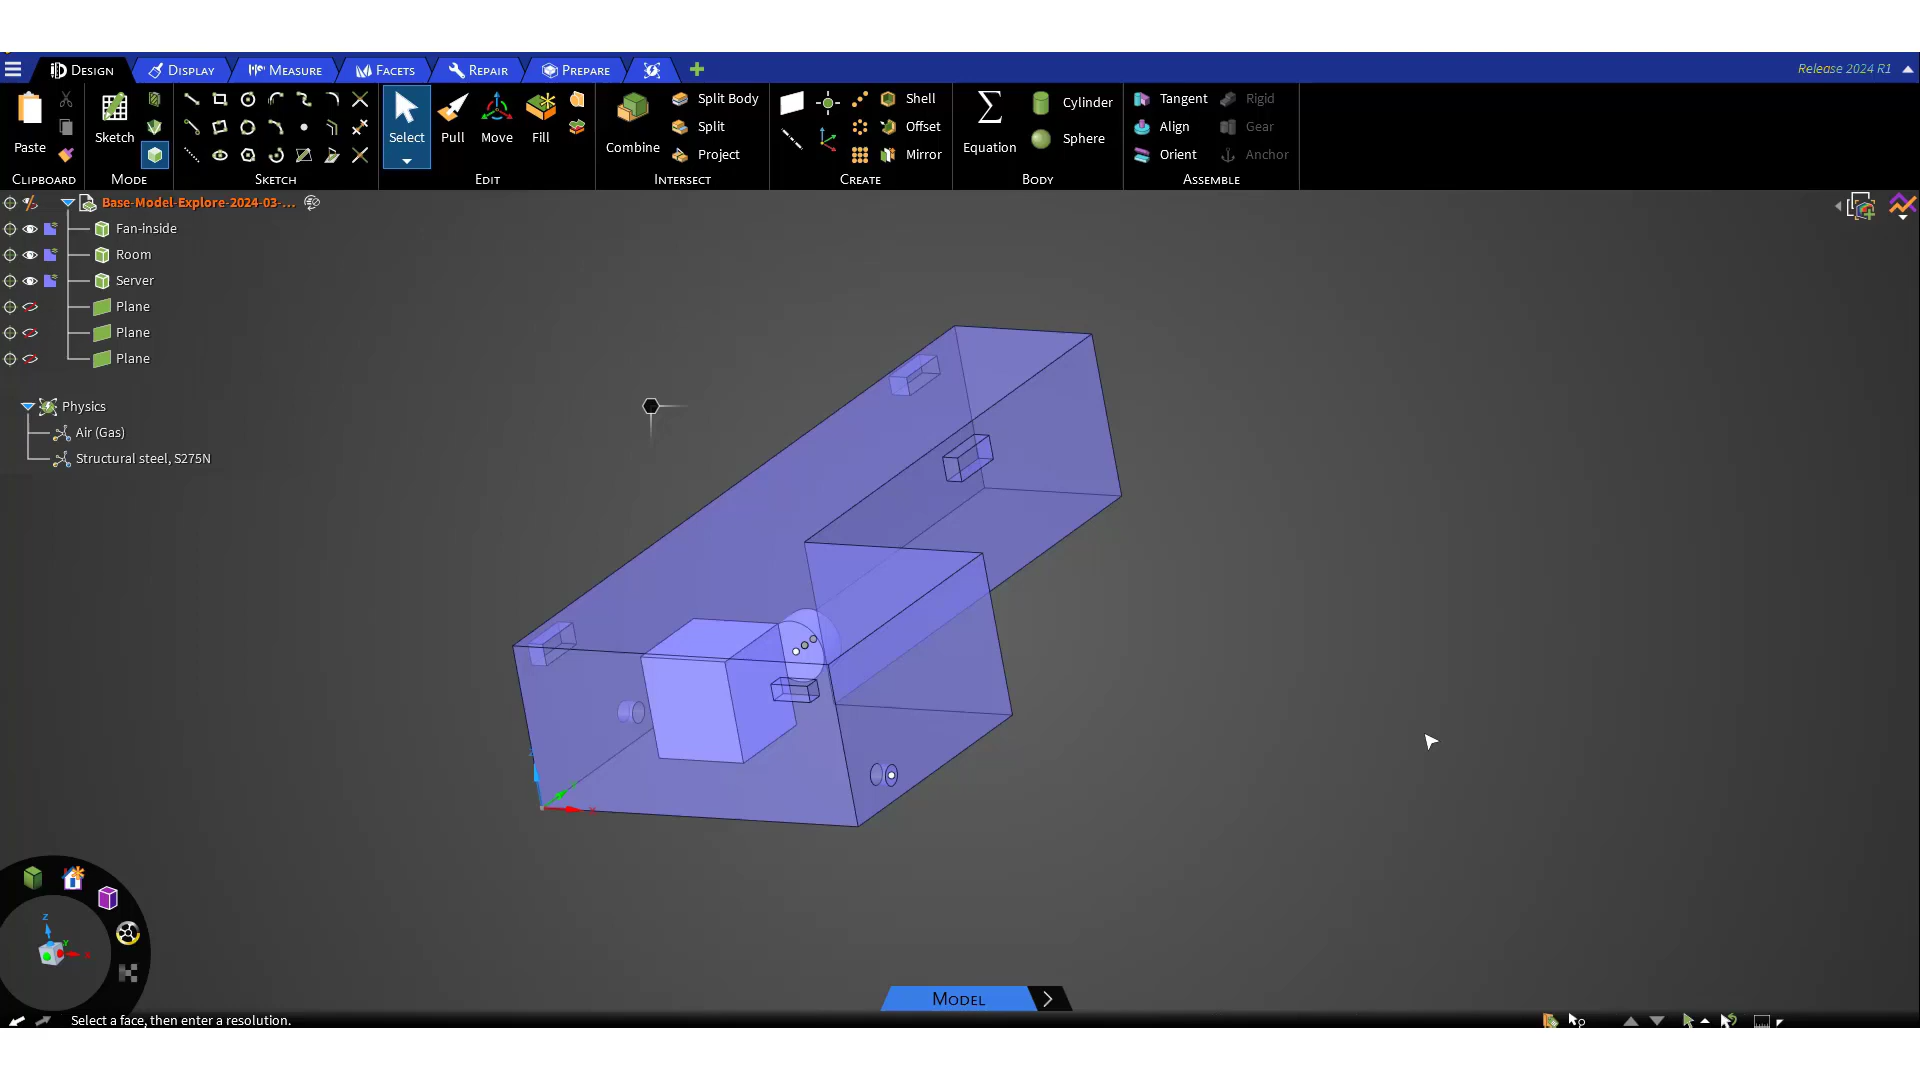 Design Display Measure Facets Repair Prepare Release 2024 R1
Paste
Clipboard
Sketch
Mode
Sketch
Select Pull Move Fill
Edit
Combine
Split Body
Split
Project
Intersect
Shell
Offset
Mirror
Create
Equation
Cylinder
Sphere
Body
Tangent Rigid
Align Gear
Orient Anchor
Assemble
Base-Model-Explore-2024-03-...
Fan-inside
Room
Server
Plane
Plane
Plane
Physics
Air (Gas)
Structural steel, S275N
Z
Y
X
Model
Select a face, then enter a resolution.